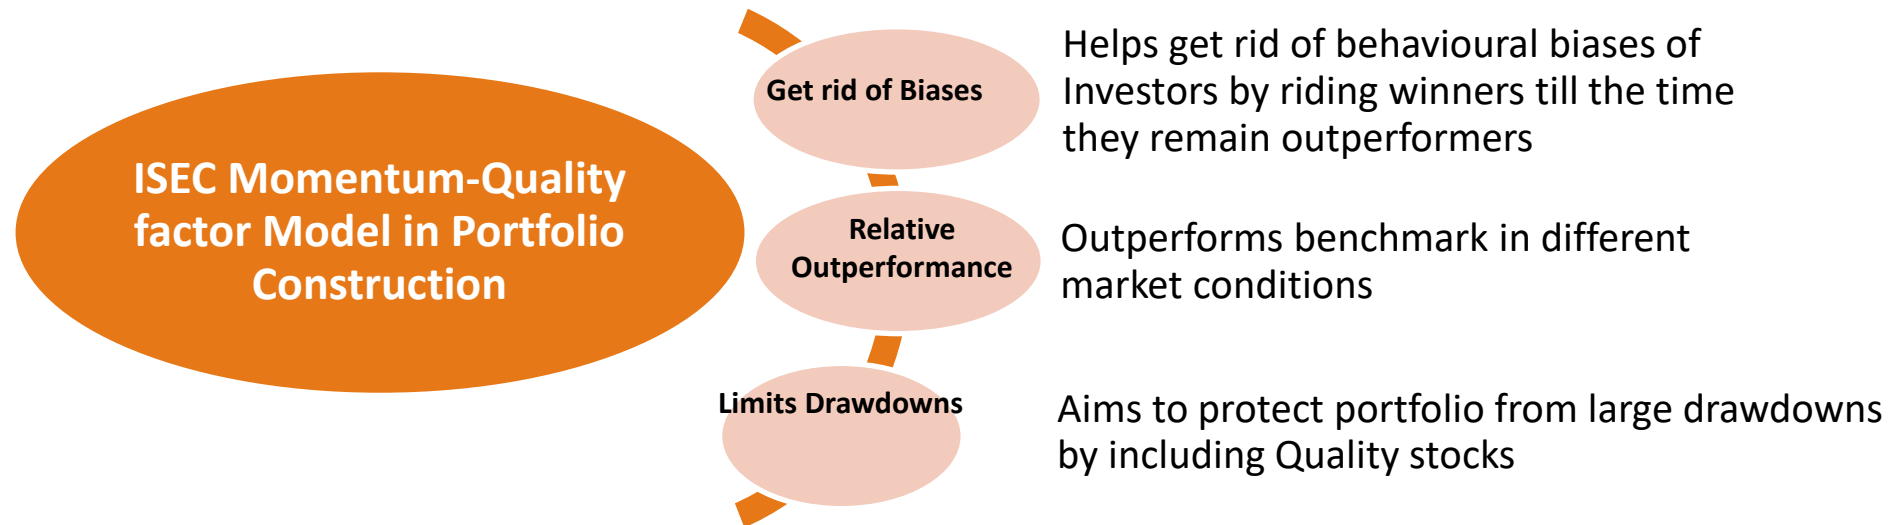 ISEC Momentum-Quality
factor Model in Portfolio
Construction
Get rid of Biases
Helps get rid of behavioural biases of
Investors by riding winners till the time
they remain outperformers
Relative
Outperformance
Outperforms benchmark in different
market conditions
Limits Drawdowns
Aims to protect portfolio from large drawdowns
by including Quality stocks